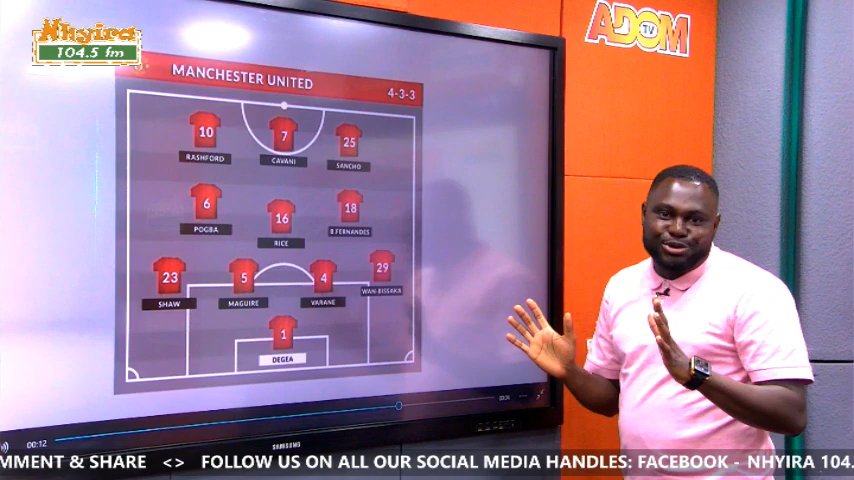 Nhyira
104.5 fm
ADOM
TV
MANCHESTER UNITED
4-3-3
10
7
25
RASHFORD
CAVANI
SANCHO
6
16
18
POGBA
RICE
B.FERNANDES
23
5
4
29
SHAW
MAGUIRE
VARANE
WAN-BISSAKA
1
DEGEA
00:12
SAMSUNG
MMENT & SHARE <> FOLLOW US ON ALL OUR SOCIAL MEDIA HANDLES: FACEBOOK - NHYIRA 104.